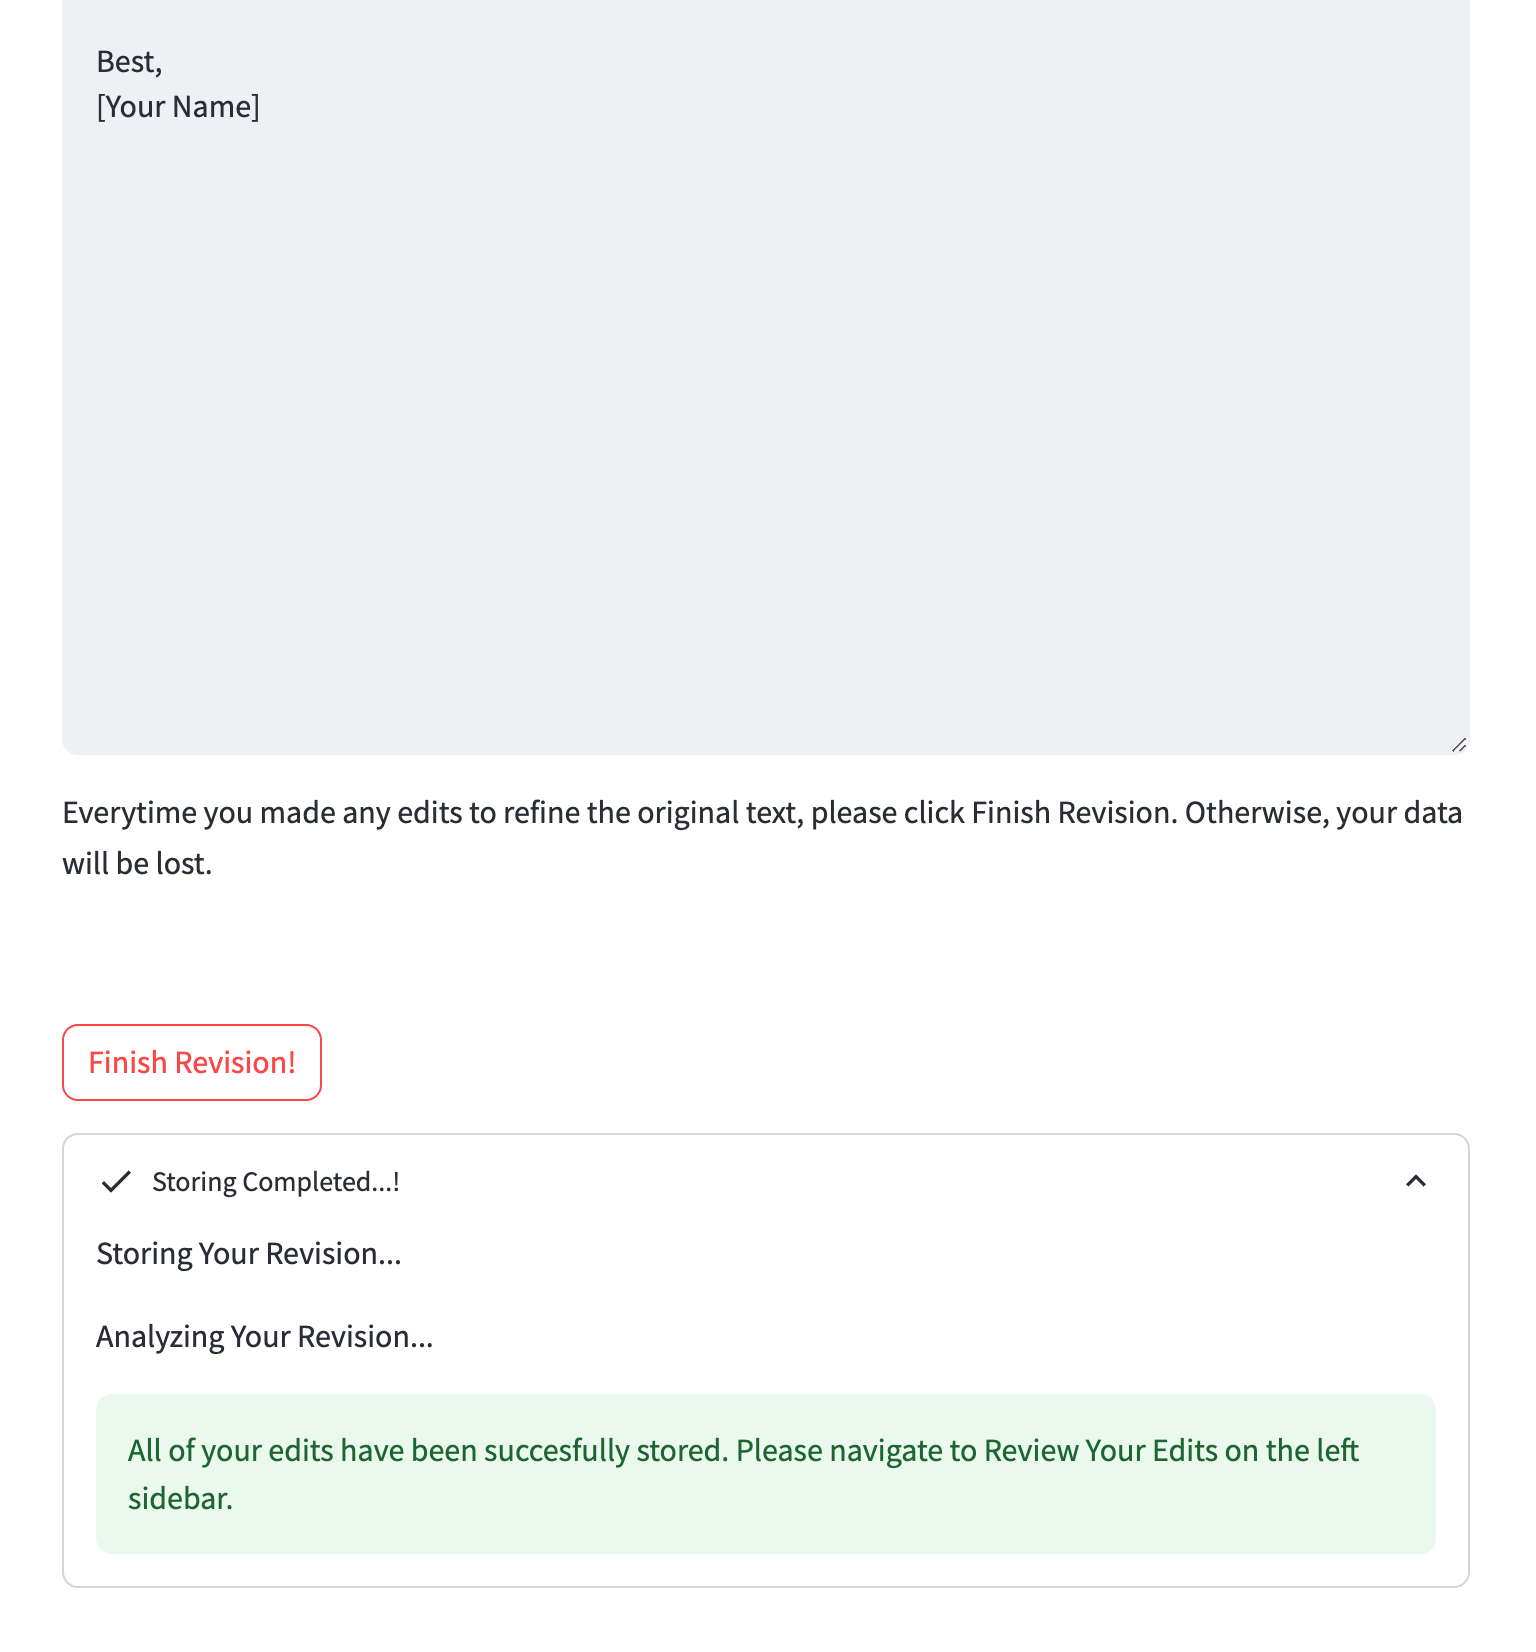 Best,
[Your Name]
Everytime you made any edits to refine the original text, please click Finish Revision. Otherwise, your data
will be lost.
Finish Revision!
Storing Completed...!
Storing Your Revision...
Analyzing Your Revision...
All of your edits have been succesfully stored. Please navigate to Review Your Edits on the left
sidebar.